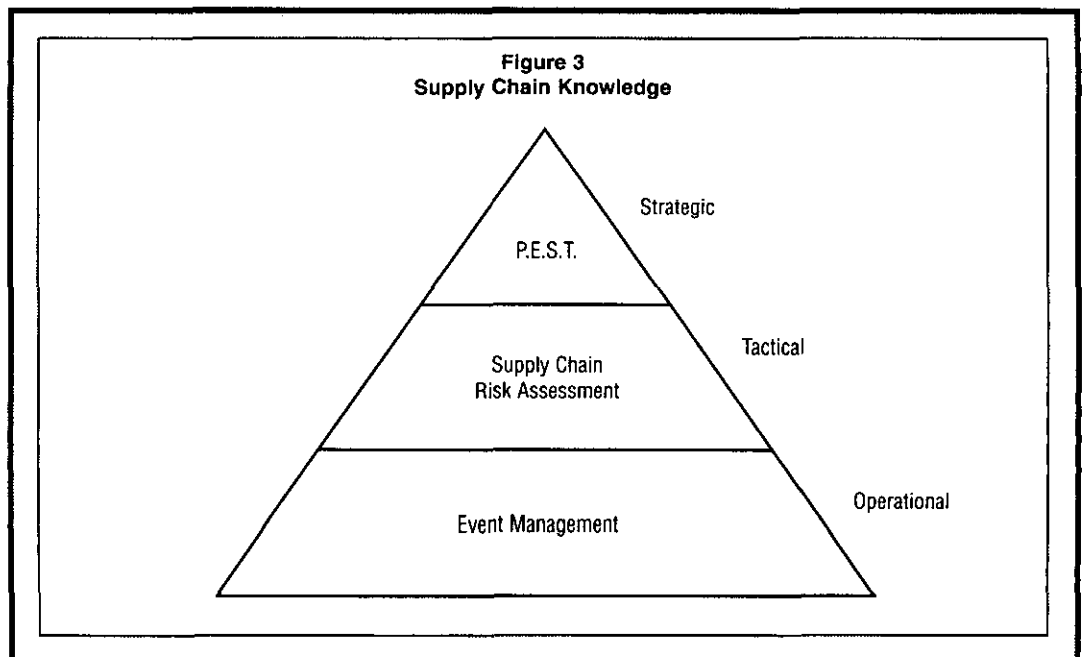 Figure 3
Supply Chain Knowledge
Strategic
P.E.S.T.
Tactical
Supply Chain
Risk Assessment
Operational
Event Management